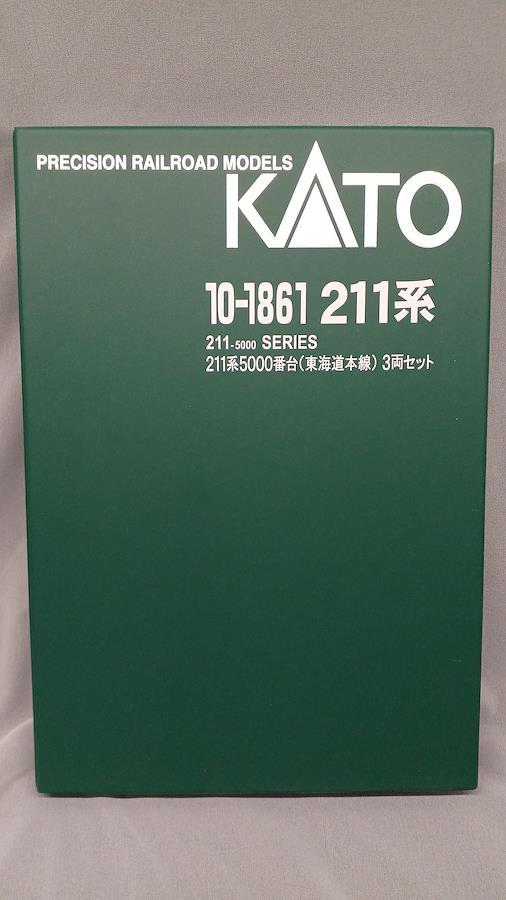 PRECISION RAILROAD MODELS
KATO
10-1861 211系
211-5000 SERIES
211系5000番台(東海道本線) 3両セット